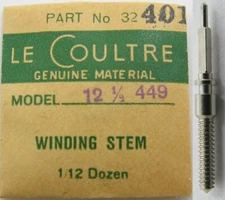 PART No 32 401
LE COULTRE
GENUINE MATERIAL
MODEL 12 1/2 449
WINDING STEM
1/12 Dozen